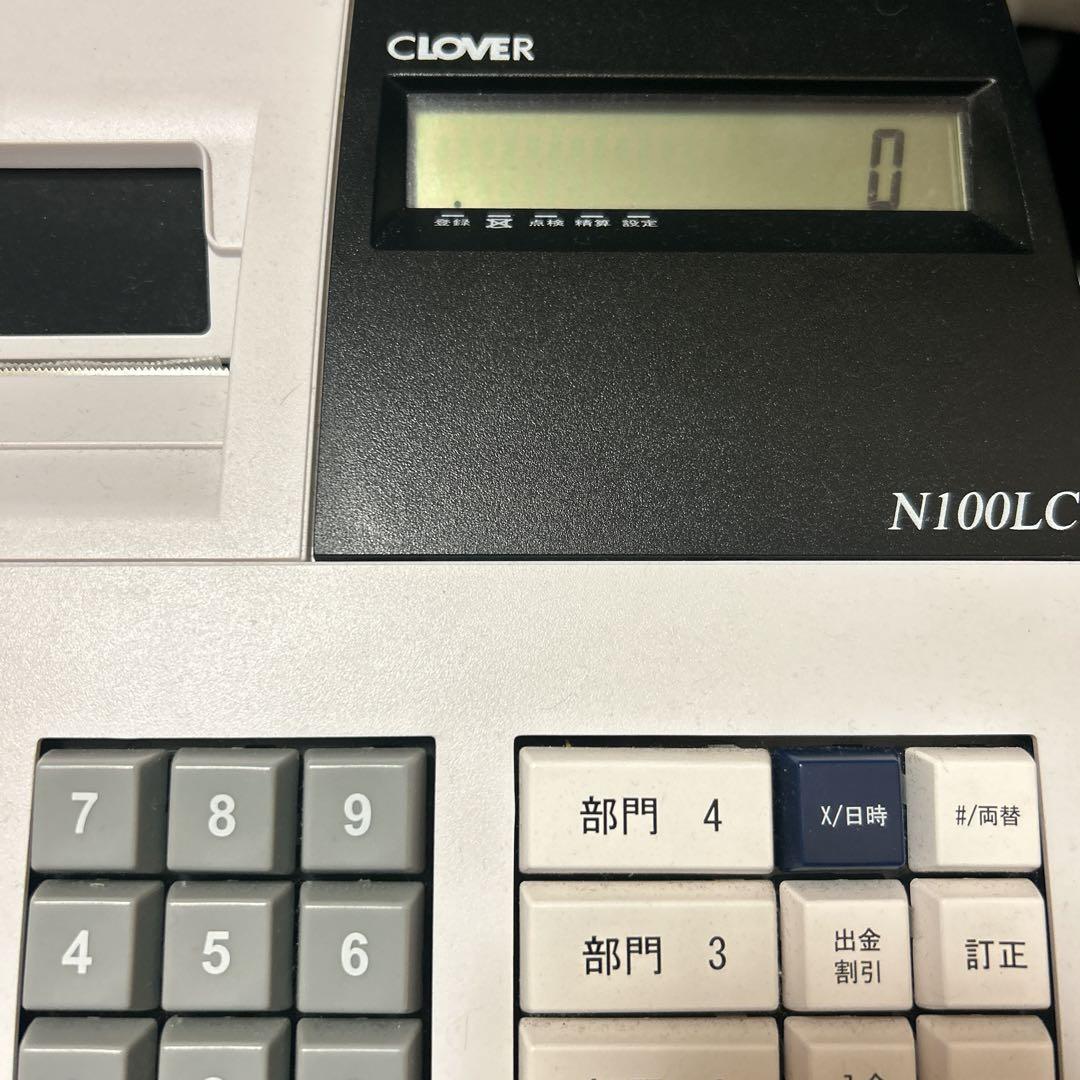 CLOVER
0
登録 点検 精算 設定
N100LC
7 8 9 部門 4 X/日時 #/両替
4 5 6 部門 3 出金
割引 訂正